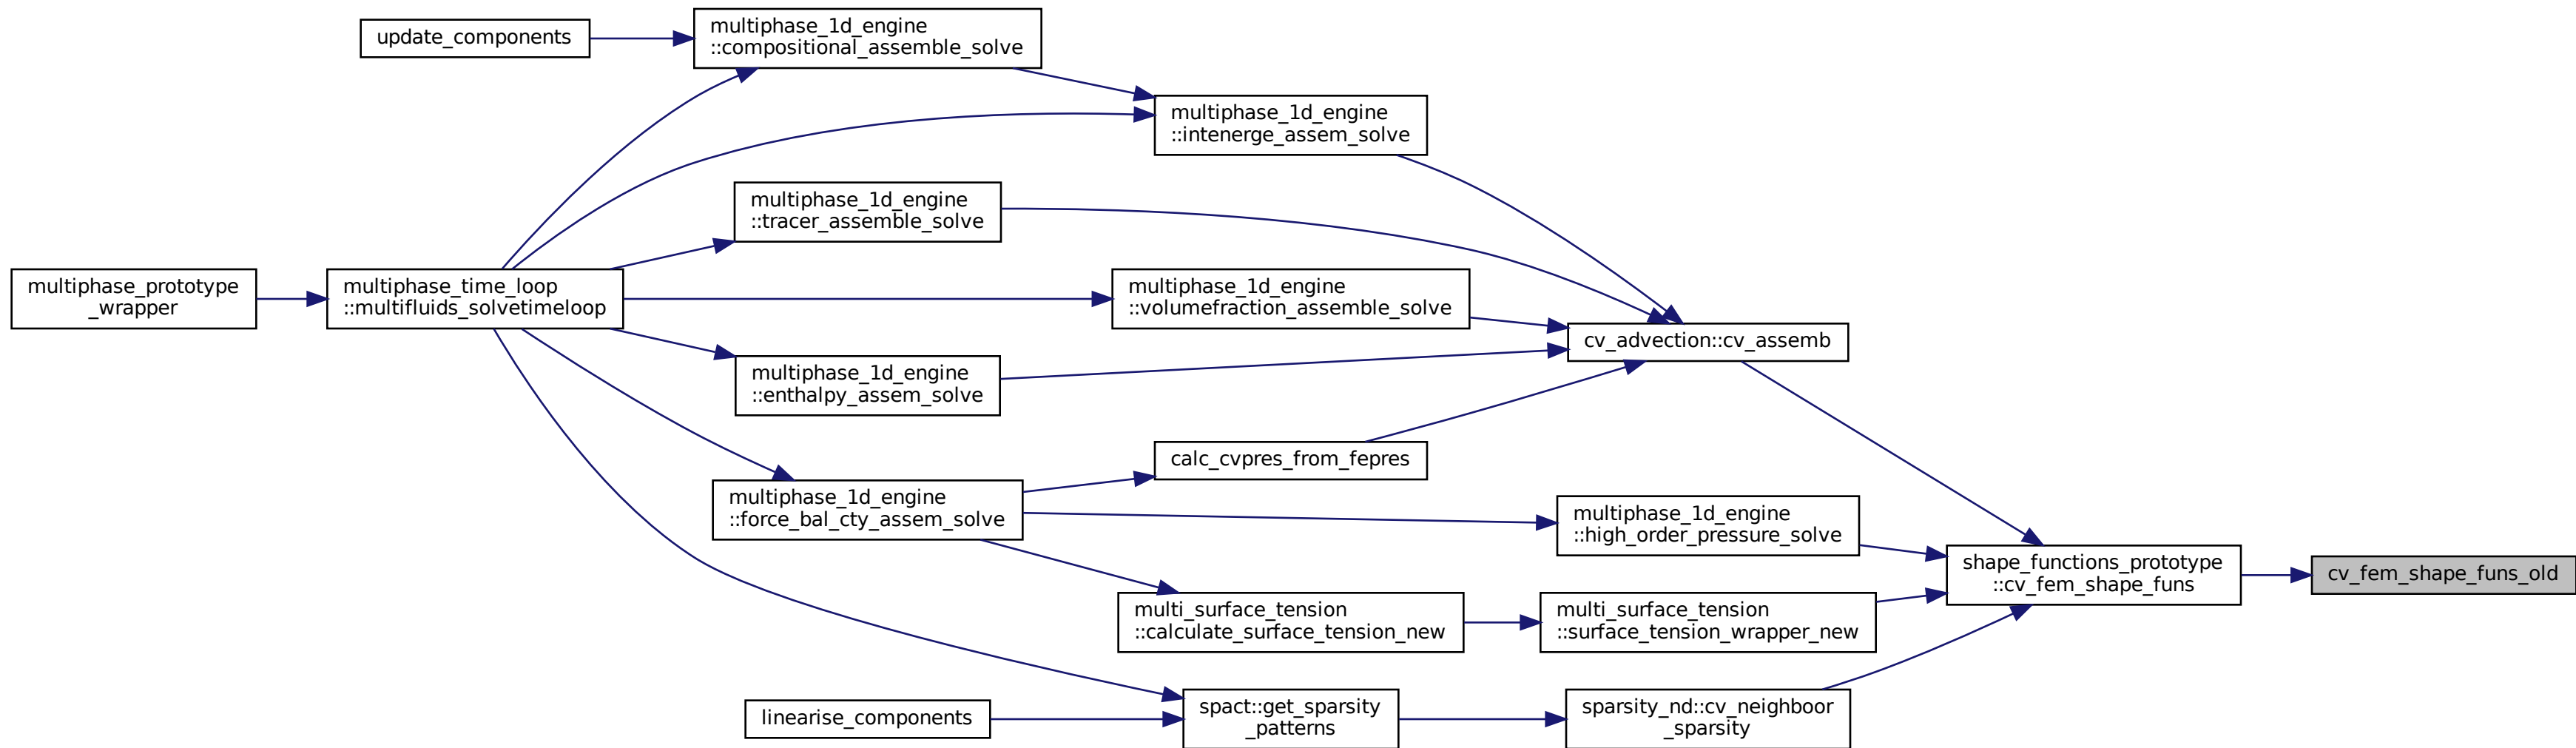 update_components
multiphase_1d_engine
::compositional_assemble_solve
multiphase_1d_engine
::intenerge_assem_solve
multiphase_1d_engine
::tracer_assemble_solve
multiphase_prototype
_wrapper
multiphase_time_loop
::multifluids_solvetimeloop
multiphase_1d_engine
::volumefraction_assemble_solve
cv_advection::cv_assemb
multiphase_1d_engine
::enthalpy_assem_solve
calc_cvpres_from_fepres
multiphase_1d_engine
::force_bal_cty_assem_solve
multiphase_1d_engine
::high_order_pressure_solve
shape_functions_prototype
::cv_fem_shape_funs
cv_fem_shape_funs_old
multi_surface_tension
::calculate_surface_tension_new
multi_surface_tension
::surface_tension_wrapper_new
linearise_components
spact::get_sparsity
_patterns
sparsity_nd::cv_neighboor
_sparsity